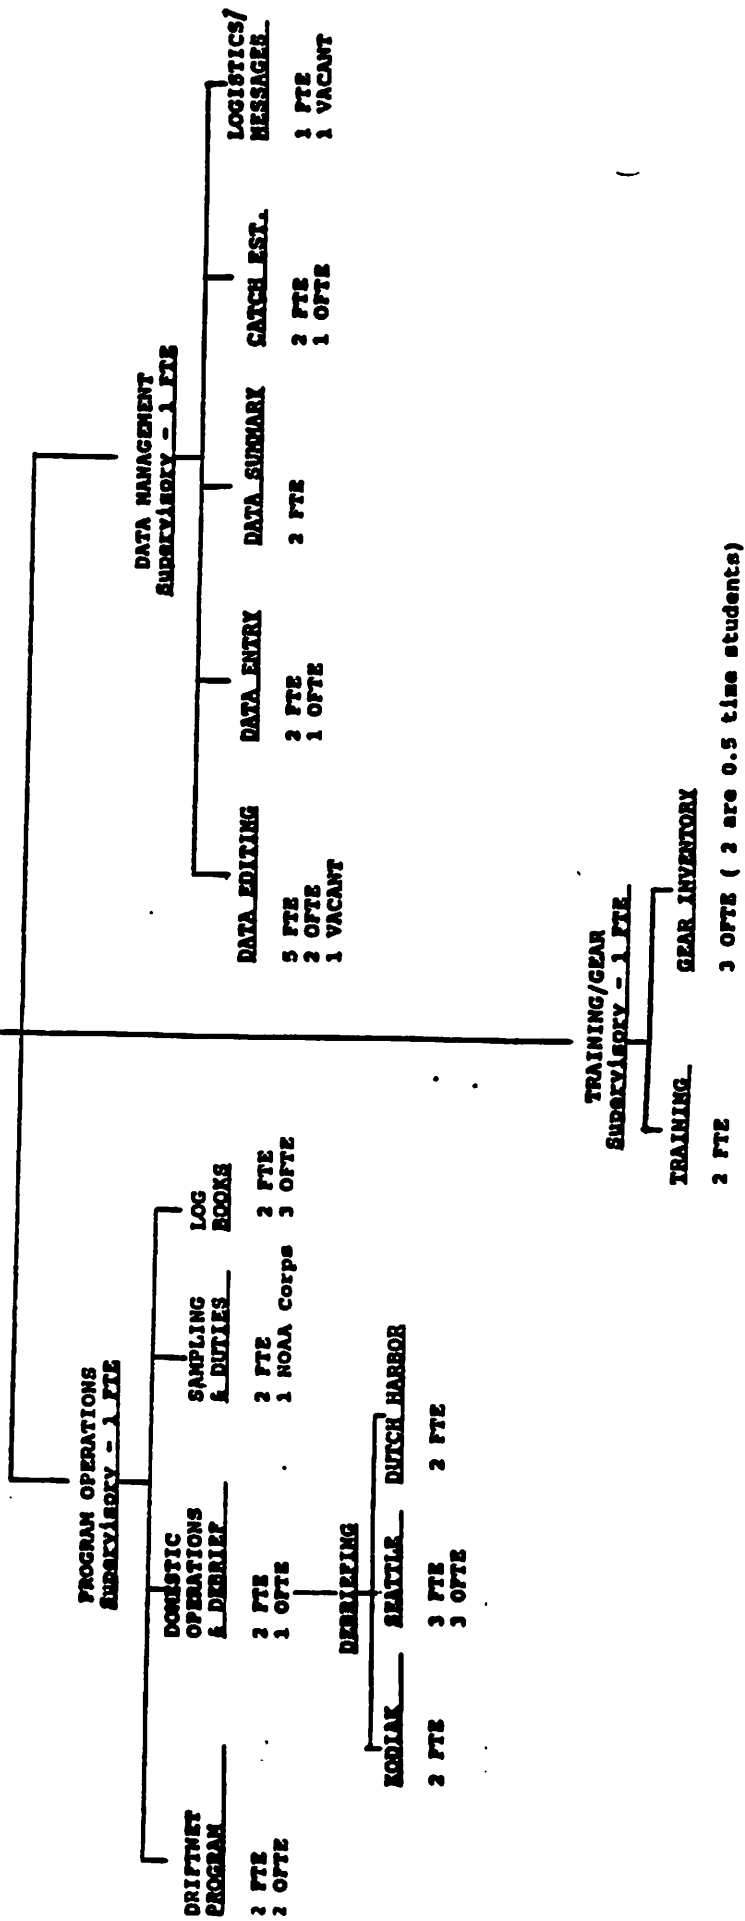 PROGRAM OPERATIONS
Supervisory - 1 FTE
DRIFTNET
PROGRAM
2 FTE
2 OFTE
DOMESTIC
OPERATIONS
& DEBRIEF
2 FTE
1 OFTE
SAMPLING
& DUTIES
2 FTE
1 NOAA Corps
LOG
BOOKS
2 FTE
3 OFTE
DEBRIEFING
KODIAK
2 FTE
SEATTLE
3 FTE
3 OFTE
DUTCH HARBOR
2 FTE
DATA MANAGEMENT
Supervisory - 1 FTE
DATA EDITING
5 FTE
2 OFTE
1 VACANT
DATA ENTRY
2 FTE
1 OFTE
DATA SUMMARY
2 FTE
CATCH EST.
2 FTE
1 OFTE
LOGISTICS/
MESSAGES
1 FTE
1 VACANT
TRAINING/GEAR
Supervisory - 1 FTE
TRAINING
2 FTE
GEAR INVENTORY
3 OFTE ( 2 are 0.5 time students)